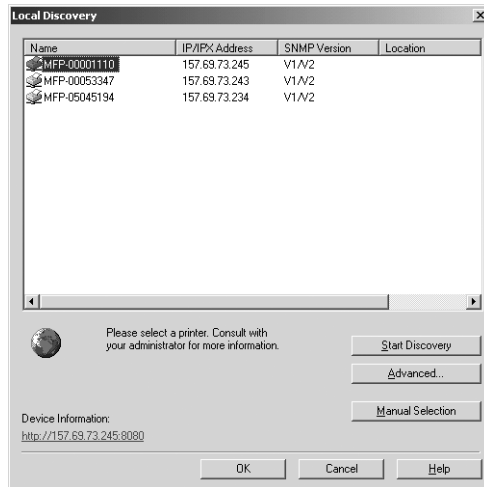 Local Discovery
Name IP/IPX Address SNMP Version Location
MFP-00001110 157.69.73.245 V1/V2
MFP-00053347 157.69.73.243 V1/V2
MFP-05045194 157.69.73.234 V1/V2
Please select a printer. Consult with
your administrator for more information.
Start Discovery
Advanced...
Manual Selection
Device Information:
http://157.69.73.245:8080
OK Cancel Help